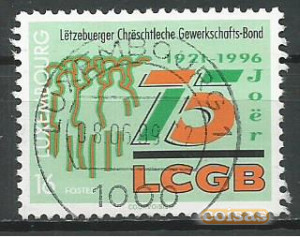 Lëtzebuerger Chrëschtleche Gewerkschafts-Bond
1921-1996
75
Joër
LCGB
LUXEMBOURG
16
POSTES
1000